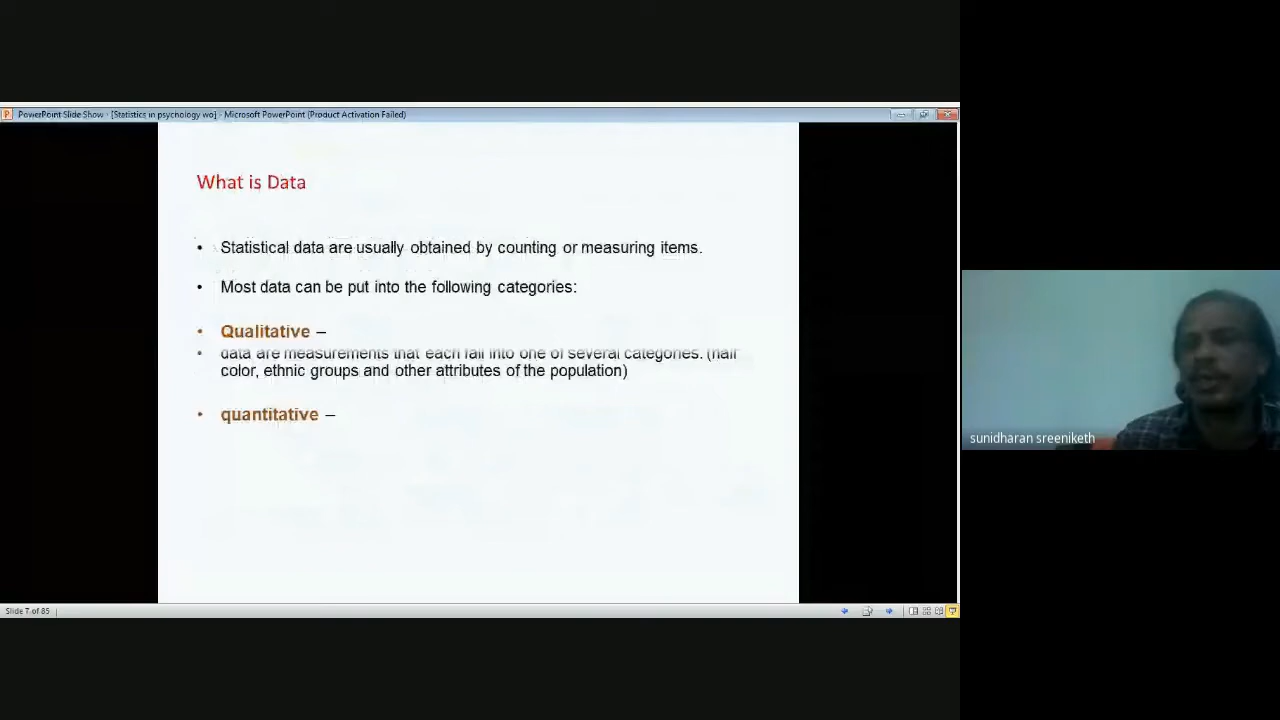 PowerPoint Slide Show - [Statistics in psychology wo] - Microsoft PowerPoint (Product Activation Failed)
What is Data
• Statistical data are usually obtained by counting or measuring items.
• Most data can be put into the following categories:
• Qualitative –
• data are measurements that each fall into one of several categories. (hair
color, ethnic groups and other attributes of the population)
• quantitative –
sunidharan sreeniketh
Slide 7 of 85